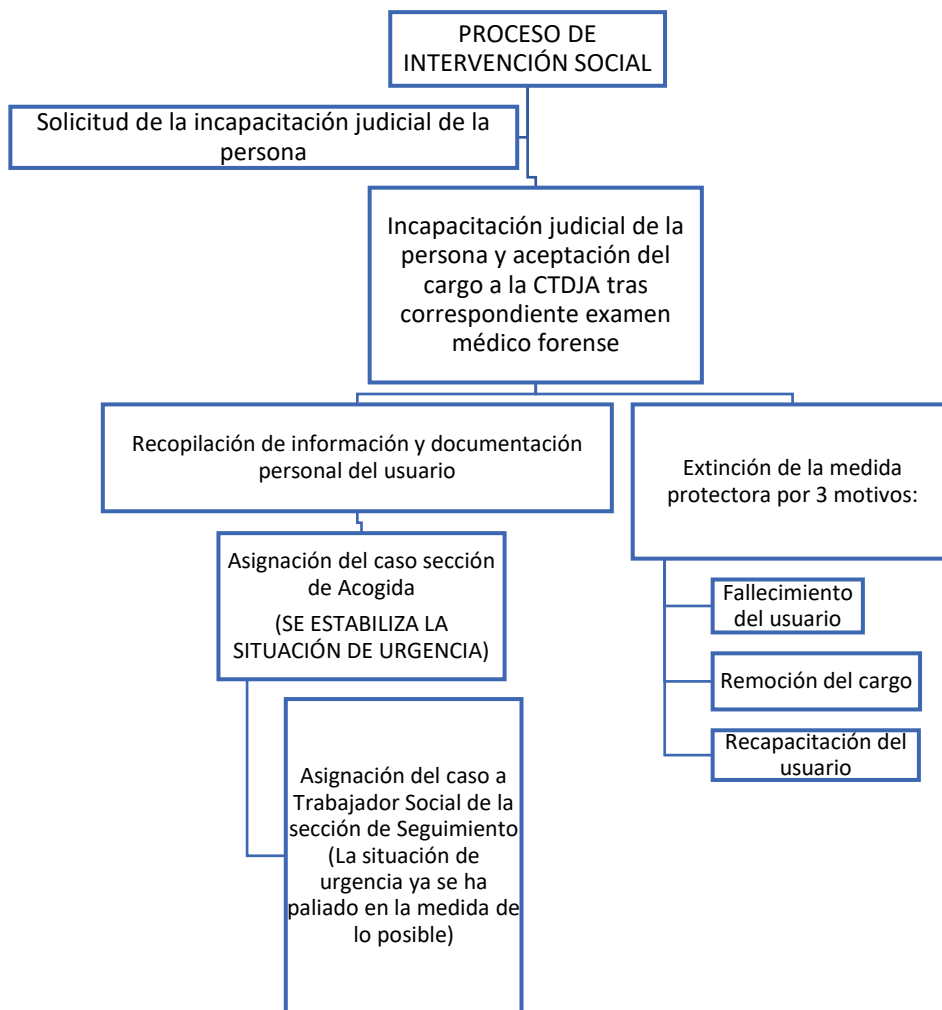 PROCESO DE
INTERVENCIÓN SOCIAL
Solicitud de la incapacitación judicial de la
persona
Incapacitación judicial de la
persona y aceptación del
cargo a la CTDJA tras
correspondiente examen
médico forense
Recopilación de información y documentación
personal del usuario
Asignación del caso sección
de Acogida
(SE ESTABILIZA LA
SITUACIÓN DE URGENCIA)
Asignación del caso a
Trabajador Social de la
sección de Seguimiento
(La situación de
urgencia ya se ha
paliado en la medida de
lo posible)
Extinción de la medida
protectora por 3 motivos:
Fallecimiento
del usuario
Remoción del cargo
Recapacitación del
usuario